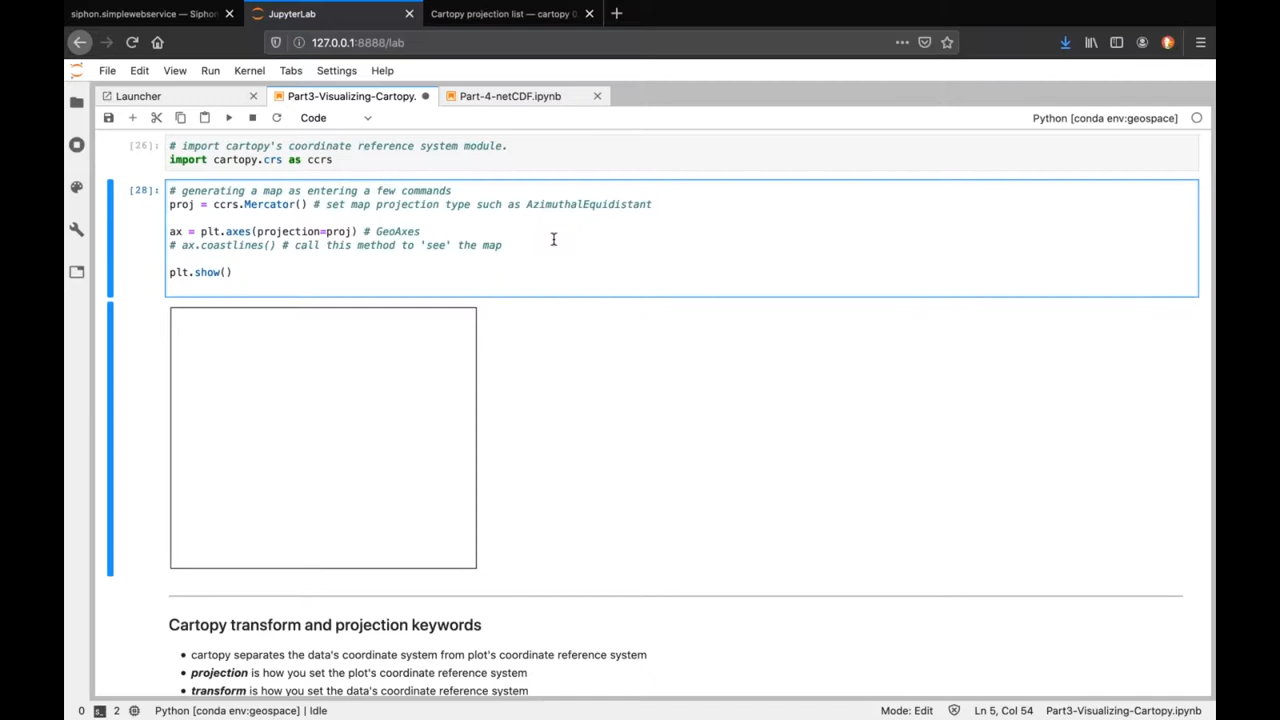 siphon.simplewebservice — Siphon
JupyterLab
Cartopy projection list — cartopy 0
127.0.0.1:8888/lab
File Edit View Run Kernel Tabs Settings Help
Launcher
Part3-Visualizing-Cartopy.
Part-4-netCDF.ipynb
Code
Python [conda env:geospace]
[26]:
# import cartopy's coordinate reference system module.
import cartopy.crs as ccrs
[28]:
# generating a map as entering a few commands
proj = ccrs.Mercator() # set map projection type such as AzimuthalEquidistant
ax = plt.axes(projection=proj) # GeoAxes
# ax.coastlines() # call this method to 'see' the map
plt.show()
Cartopy transform and projection keywords
• cartopy separates the data's coordinate system from plot's coordinate reference system
• projection is how you set the plot's coordinate reference system
• transform is how you set the data's coordinate reference system
0 2 Python [conda env:geospace] | Idle
Mode: Edit Ln 5, Col 54 Part3-Visualizing-Cartopy.ipynb